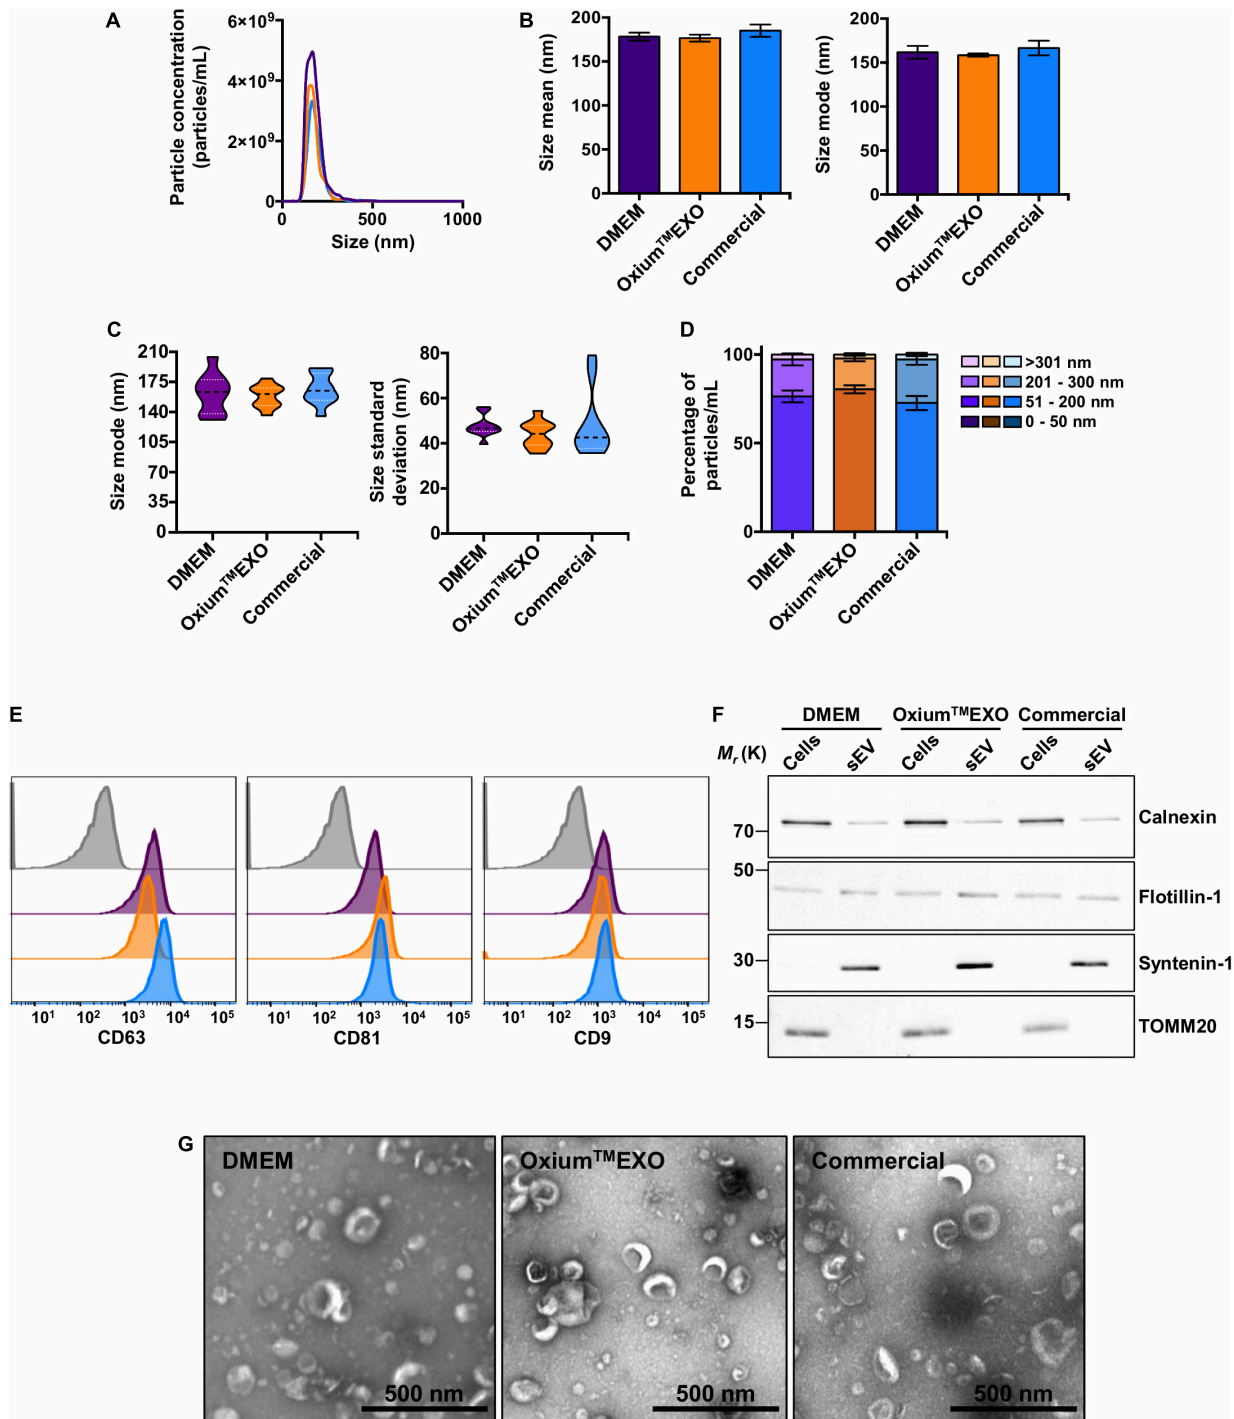 A
Particle concentration
(particles/mL)
6×10⁹
4×10⁹
2×10⁹
0
0
500
1000
Size (nm)
B
Size mean (nm)
200
150
100
50
0
DMEM
Oxium™EXO
Commercial
Size mode (nm)
200
150
100
50
0
DMEM
Oxium™EXO
Commercial
C
Size mode (nm)
210
175
140
105
70
35
0
DMEM
Oxium™EXO
Commercial
Size standard
deviation (nm)
80
60
40
20
0
DMEM
Oxium™EXO
Commercial
D
Percentage of
particles/mL
100
50
0
DMEM
Oxium™EXO
Commercial
>301 nm
201 - 300 nm
51 - 200 nm
0 - 50 nm
E
10¹ 10² 10³ 10⁴ 10⁵
CD63
10¹ 10² 10³ 10⁴ 10⁵
CD81
10¹ 10² 10³ 10⁴ 10⁵
CD9
F
DMEM Oxium™EXO Commercial
Mr (K) Cells sEV Cells sEV Cells sEV
70
Calnexin
50
Flotillin-1
30
Syntenin-1
15
TOMM20
G
DMEM
500 nm
Oxium™EXO
500 nm
Commercial
500 nm